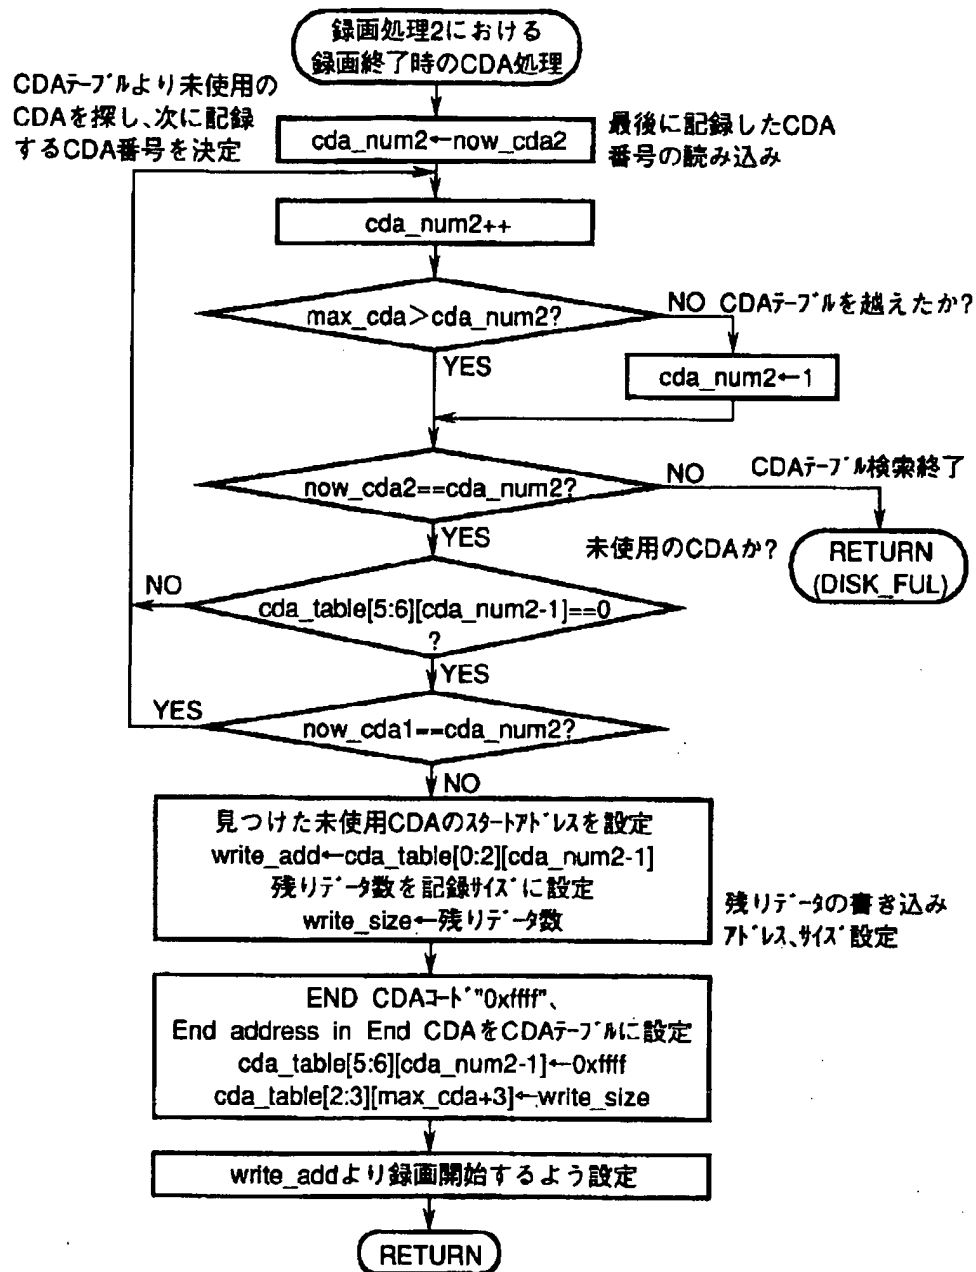 録画処理2における
録画終了時のCDA処理
CDAﾃｰﾌﾞﾙより未使用の
CDAを探し、次に記録
するCDA番号を決定
cda_num2←now_cda2
最後に記録したCDA
番号の読み込み
cda_num2++
max_cda＞cda_num2?
NO CDAﾃｰﾌﾞﾙを越えたか?
YES
cda_num2←1
now_cda2==cda_num2?
NO
CDAﾃｰﾌﾞﾙ検索終了
YES
未使用のCDAか?
RETURN
(DISK_FUL)
NO
cda_table[5:6][cda_num2-1]==0
?
YES
YES
now_cda1==cda_num2?
NO
見つけた未使用CDAのｽﾀｰﾄｱﾄﾞﾚｽを設定
write_add←cda_table[0:2][cda_num2-1]
残りﾃﾞｰﾀ数を記録ｻｲｽﾞに設定
write_size←残りﾃﾞｰﾀ数
残りﾃﾞｰﾀの書き込み
ｱﾄﾞﾚｽ､ｻｲｽﾞ設定
END CDAｺｰﾄﾞ"0xffff"、
End address in End CDAをCDAﾃｰﾌﾞﾙに設定
cda_table[5:6][cda_num2-1]←0xffff
cda_table[2:3][max_cda+3]←write_size
write_addより録画開始するよう設定
RETURN